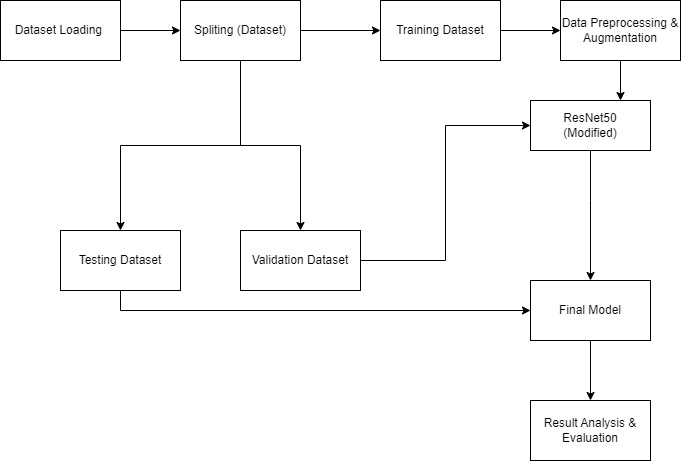 Dataset Loading
Spliting (Dataset)
Training Dataset
Data Preprocessing &
Augmentation
ResNet50
(Modified)
Testing Dataset
Validation Dataset
Final Model
Result Analysis &
Evaluation